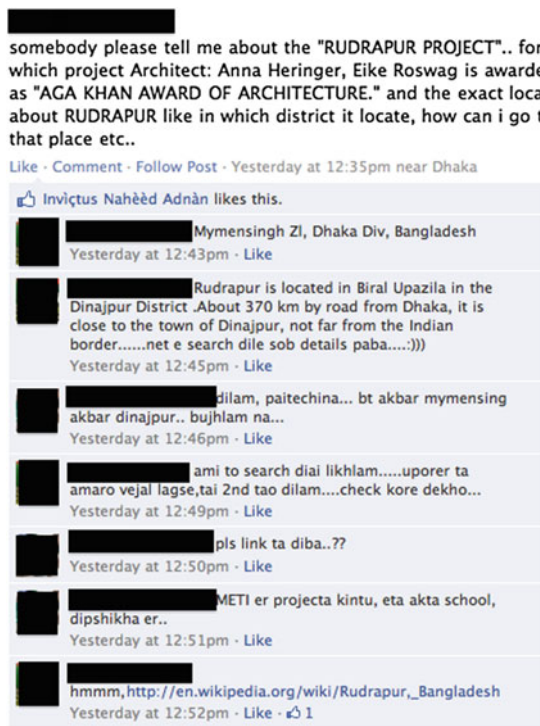 somebody please tell me about the "RUDRAPUR PROJECT".. for
which project Architect: Anna Heringer, Eike Roswag is awarde
as "AGA KHAN AWARD OF ARCHITECTURE." and the exact loca
about RUDRAPUR like in which district it locate, how can i go t
that place etc..
Like · Comment · Follow Post · Yesterday at 12:35pm near Dhaka
Invìçtus Nahèèd Adnàn likes this.
Mymensingh Zl, Dhaka Div, Bangladesh
Yesterday at 12:43pm · Like
Rudrapur is located in Biral Upazila in the
Dinajpur District .About 370 km by road from Dhaka, it is
close to the town of Dinajpur, not far from the Indian
border......net e search dile sob details paba....:)))
Yesterday at 12:45pm · Like
dilam, paitechina... bt akbar mymensing
akbar dinajpur.. bujhlam na...
Yesterday at 12:46pm · Like
ami to search diai likhlam.....uporer ta
amaro vejal lagse,tai 2nd tao dilam....check kore dekho...
Yesterday at 12:49pm · Like
pls link ta diba..??
Yesterday at 12:50pm · Like
METI er projecta kintu, eta akta school,
dipshikha er..
Yesterday at 12:51pm · Like
hmmm,http://en.wikipedia.org/wiki/Rudrapur,_Bangladesh
Yesterday at 12:52pm · Like · 1